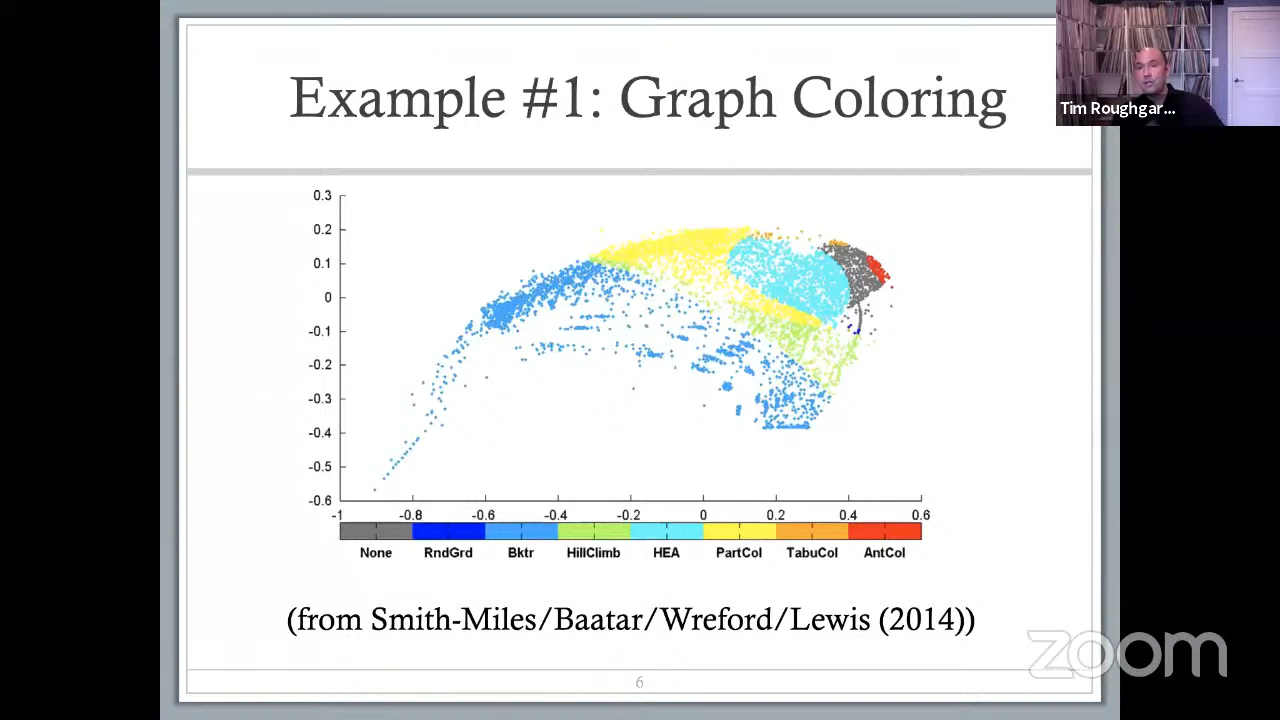 Example #1: Graph Coloring
Tim Roughgar...
0.3
0.2
0.1
0
-0.1
-0.2
-0.3
-0.4
-0.5
-0.6
-1 -0.8 -0.6 -0.4 -0.2 0 0.2 0.4 0.6
None RndGrd Bktr HillClimb HEA PartCol TabuCol AntCol
(from Smith-Miles/Baatar/Wreford/Lewis (2014))
zoom
6